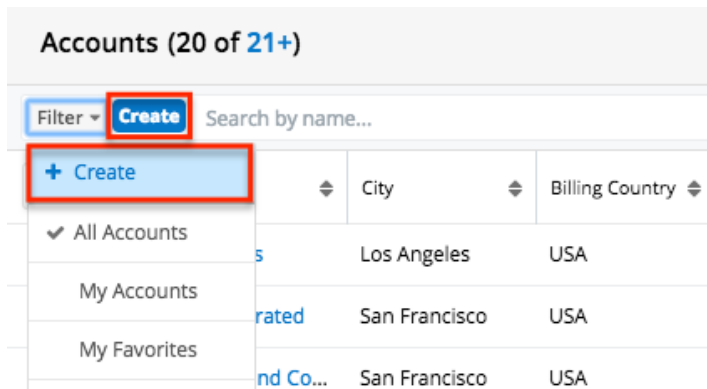 Accounts (20 of 21+)
Filter Create Search by name...
+ Create
City Billing Country
All Accounts
s Los Angeles USA
My Accounts
rated San Francisco USA
My Favorites
nd Co... San Francisco USA